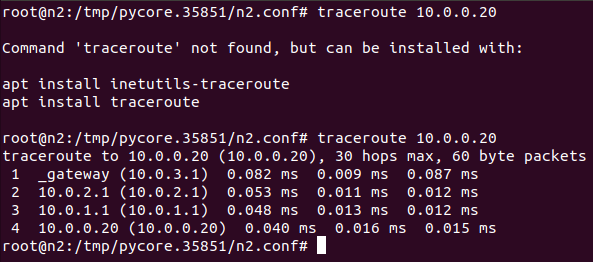 root@n2:/tmp/pycore.35851/n2.conf# traceroute 10.0.0.20

Command 'traceroute' not found, but can be installed with:

apt install inetutils-traceroute
apt install traceroute

root@n2:/tmp/pycore.35851/n2.conf# traceroute 10.0.0.20
traceroute to 10.0.0.20 (10.0.0.20), 30 hops max, 60 byte packets
 1  _gateway (10.0.3.1)  0.082 ms  0.009 ms  0.087 ms
 2  10.0.2.1 (10.0.2.1)  0.053 ms  0.011 ms  0.012 ms
 3  10.0.1.1 (10.0.1.1)  0.048 ms  0.013 ms  0.012 ms
 4  10.0.0.20 (10.0.0.20)  0.040 ms  0.016 ms  0.015 ms
root@n2:/tmp/pycore.35851/n2.conf#